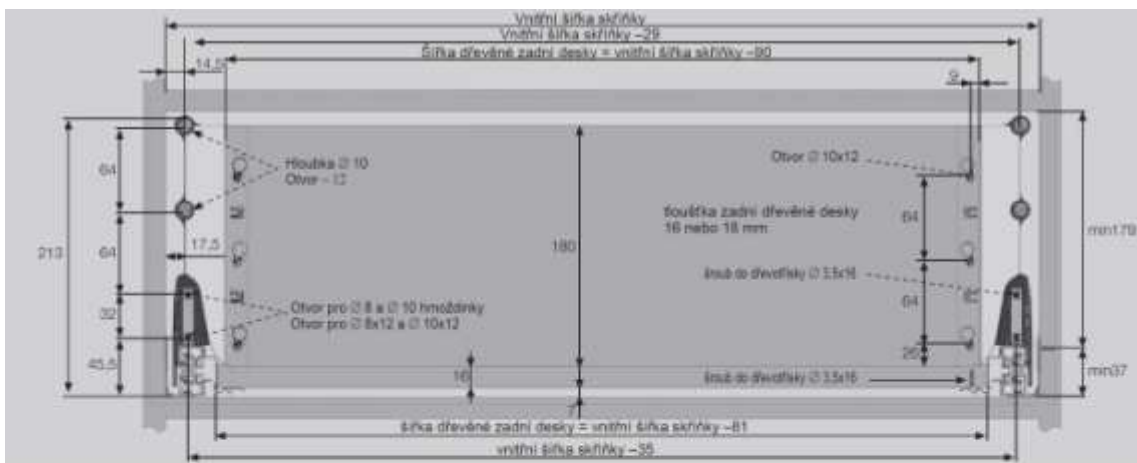 Vnitřní šířka skříňky
Vnitřní šířka skříňky –29
Šířka dřevěné zadní desky = vnitřní šířka skříňky –80
14,5
9
Hloubka ∅ 10
Otvor – 12
Otvor ∅ 10x12
64
tloušťka zadní dřevěné desky
16 nebo 18 mm
64
min179
213
64
17,5
180
šroub do dřevotřísky ∅ 3.5x16
64
32
Otvor pro ∅ 8 a ∅ 10 hmoždinky
Otvor pro ∅ 8x12 a ∅ 10x12
45,5
26
16
šroub do dřevotřísky ∅ 3.5x16
min37
7
šířka dřevěné zadní desky = vnitřní šířka skříňky –81
vnitřní šířka skříňky –35